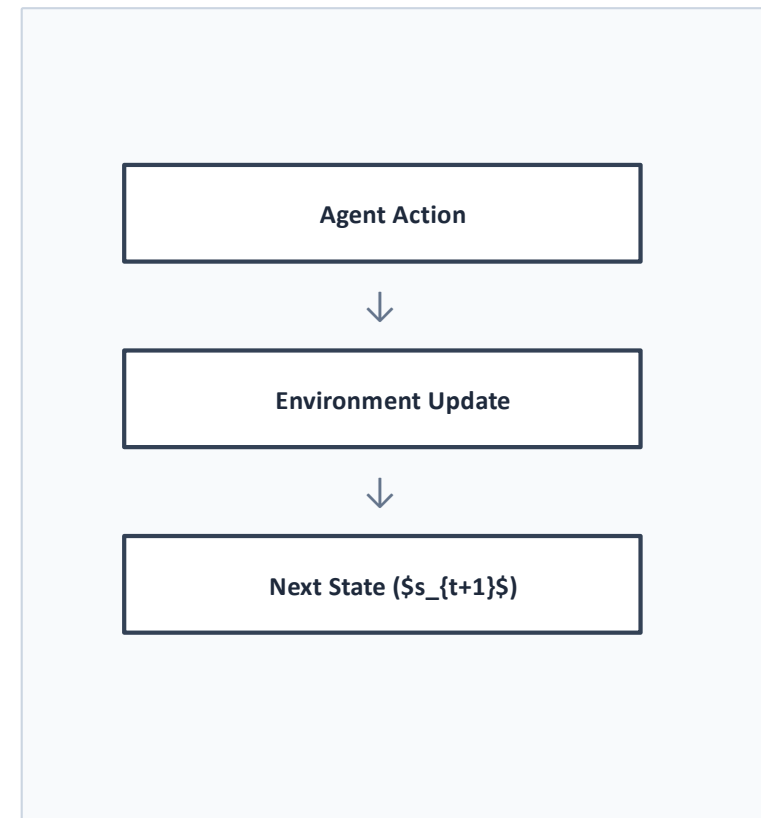 Agent Action
Environment Update
Next State ($s_{t+1}$)